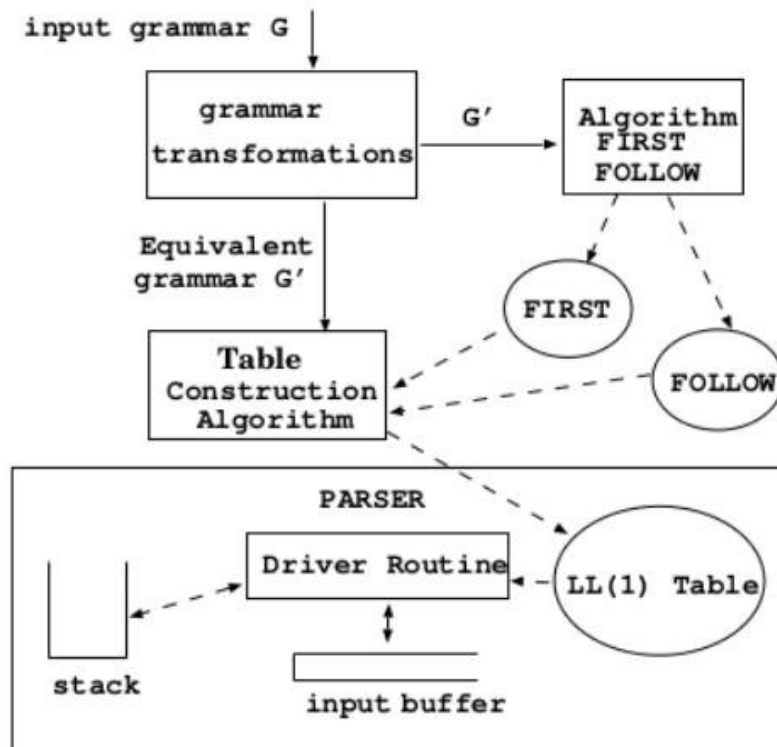 input grammar G
grammar
transformations
G’
Algorithm
FIRST
FOLLOW
Equivalent
grammar G’
FIRST
Table
Construction
Algorithm
FOLLOW
PARSER
Driver Routine
LL(1) Table
stack
input buffer